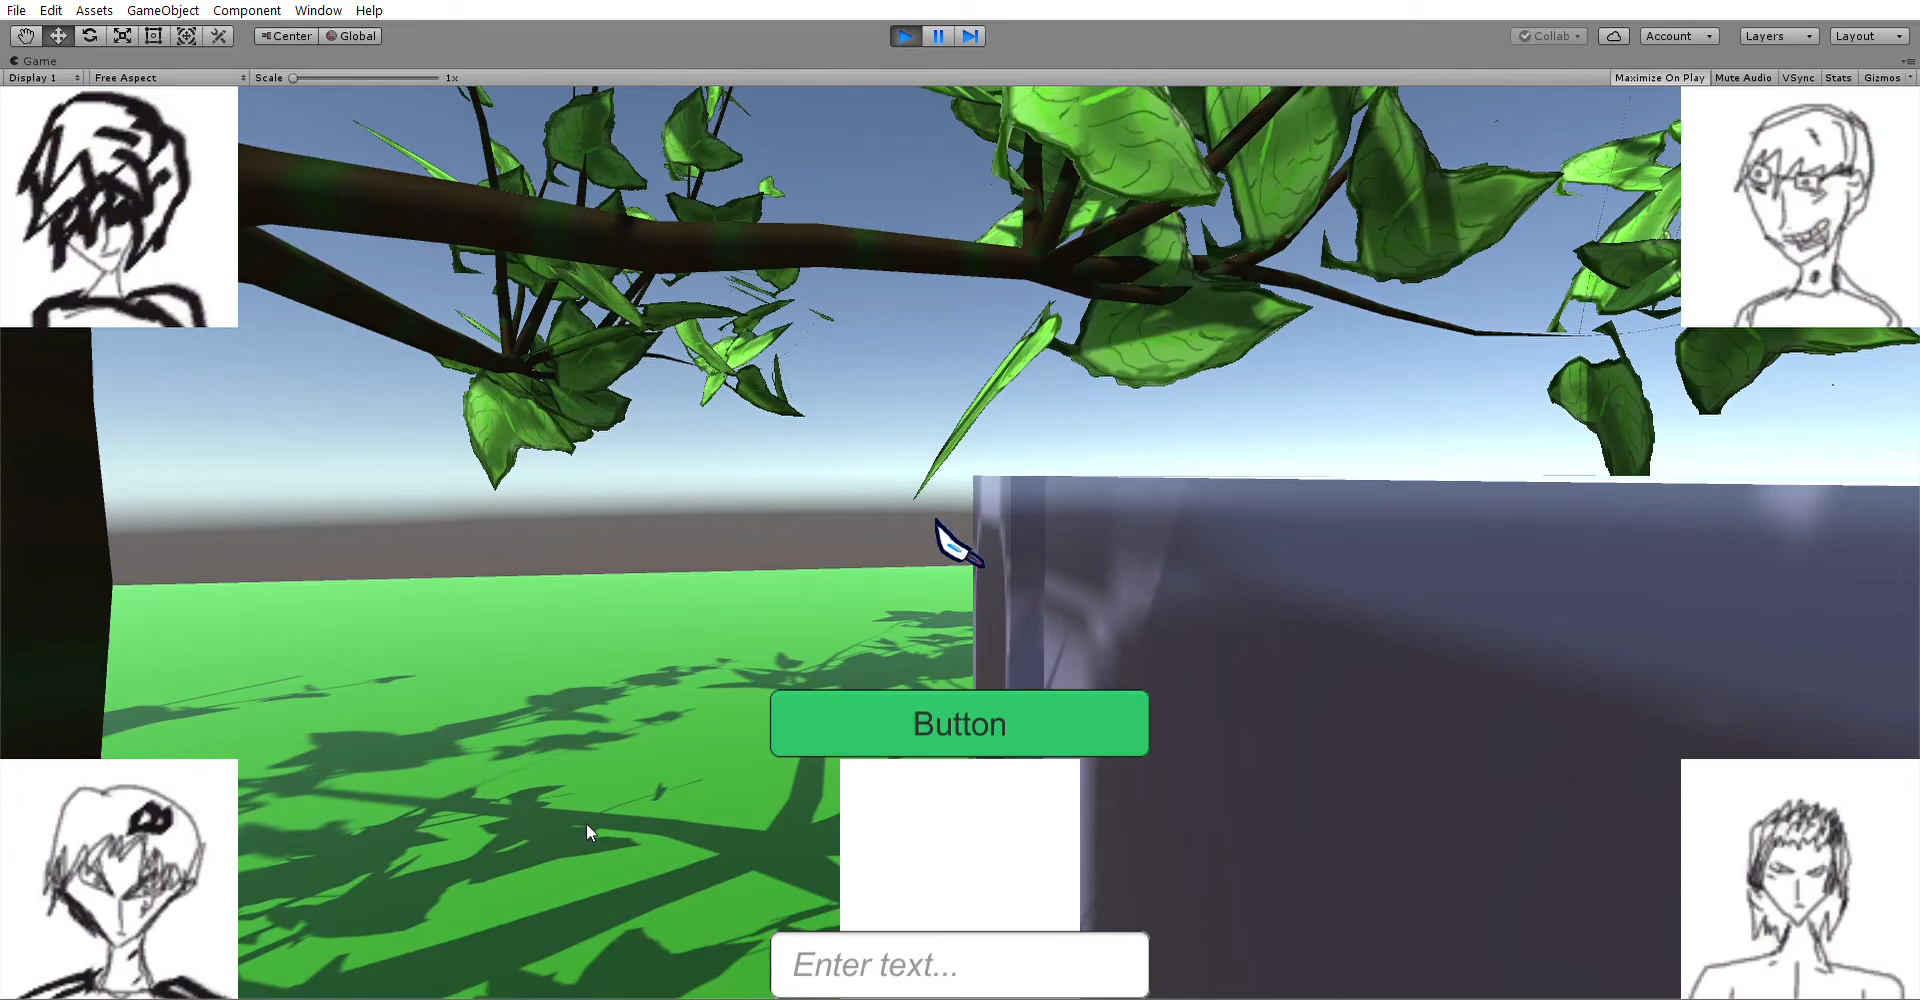 File Edit Assets GameObject Component Window Help
Center Global Collab Account Layers Layout
Game
Display 1 Free Aspect Scale 1x Maximize On Play Mute Audio VSync Stats Gizmos
Button
Enter text...